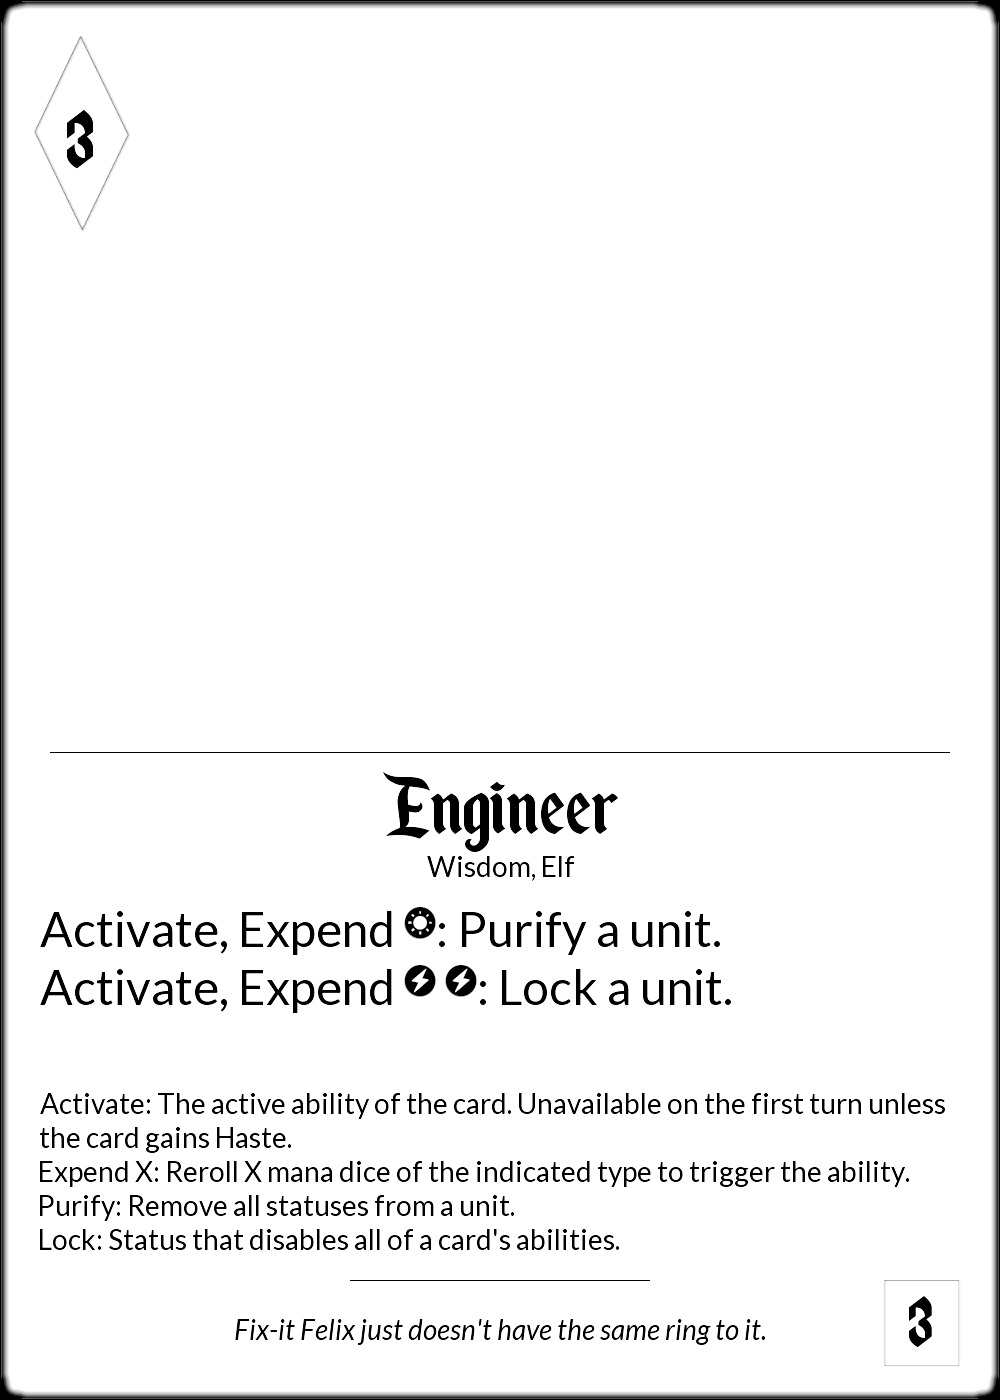 3
Engineer
Wisdom, Elf
Activate, Expend : Purify a unit.
Activate, Expend : Lock a unit.
Activate: The active ability of the card. Unavailable on the first turn unless
the card gains Haste.
Expend X: Reroll X mana dice of the indicated type to trigger the ability.
Purify: Remove all statuses from a unit.
Lock: Status that disables all of a card's abilities.
Fix-it Felix just doesn't have the same ring to it.
3